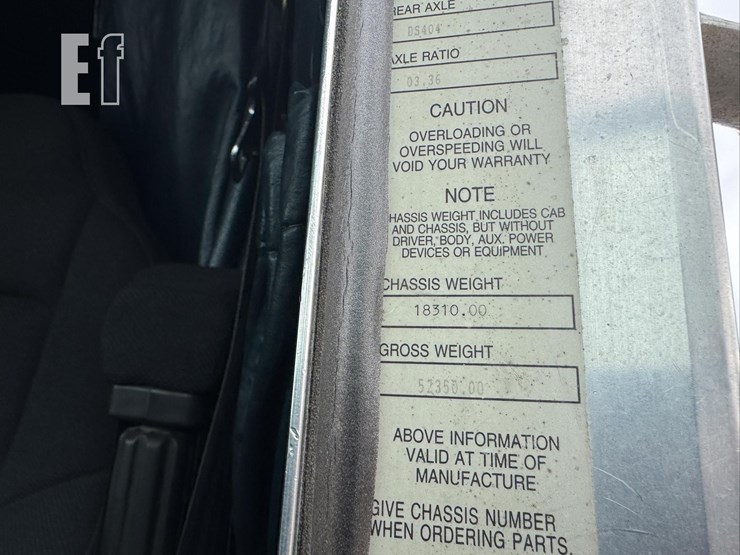 Ef
REAR AXLE
DS404
AXLE RATIO
03.36
CAUTION
OVERLOADING OR
OVERSPEEDING WILL
VOID YOUR WARRANTY
NOTE
HASSIS WEIGHT INCLUDES CAB
AND CHASSIS, BUT WITHOUT
DRIVER, BODY, AUX. POWER
DEVICES OR EQUIPMENT
CHASSIS WEIGHT
18310.00
GROSS WEIGHT
52350.00
ABOVE INFORMATION
VALID AT TIME OF
MANUFACTURE
GIVE CHASSIS NUMBER
WHEN ORDERING PARTS